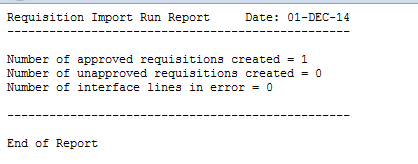 Requisition Import Run Report     Date: 01-DEC-14
-------------------------------------------------
Number of approved requisitions created = 1
Number of unapproved requisitions created = 0
Number of interface lines in error = 0
-------------------------------------------------
End of Report